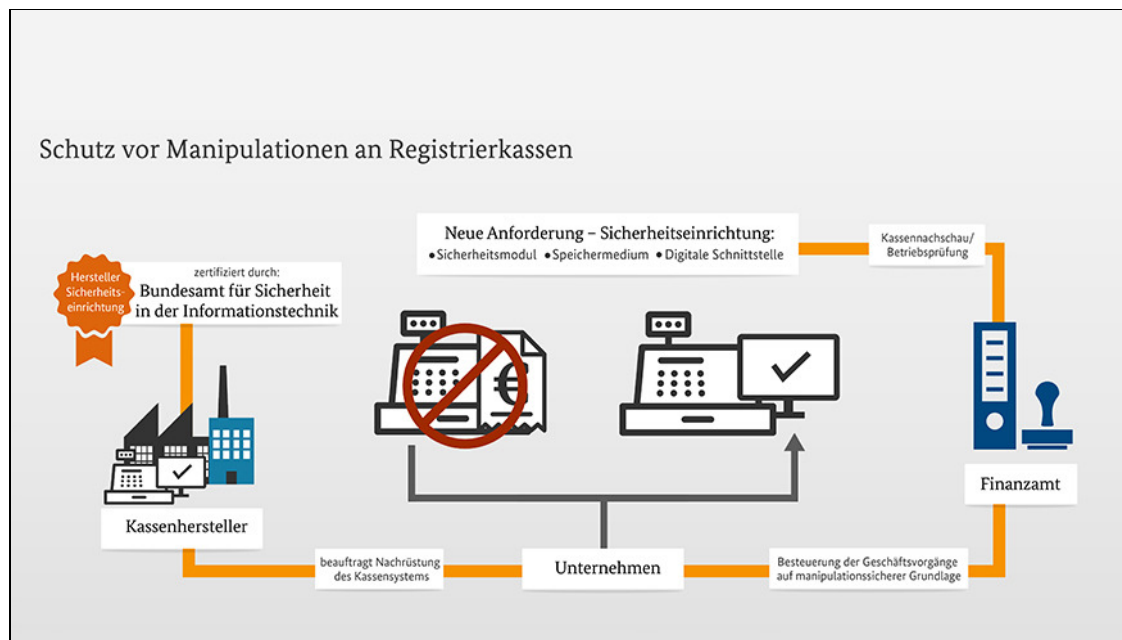 Schutz vor Manipulationen an Registrierkassen
Neue Anforderung – Sicherheitseinrichtung:
• Sicherheitsmodul • Speichermedium • Digitale Schnittstelle
Kassennachschau/
Betriebsprüfung
Hersteller
Sicherheits-
einrichtung
zertifiziert durch:
Bundesamt für Sicherheit
in der Informationstechnik
€
Finanzamt
Kassenhersteller
beauftragt Nachrüstung
des Kassensystems
Unternehmen
Besteuerung der Geschäftsvorgänge
auf manipulationssicherer Grundlage